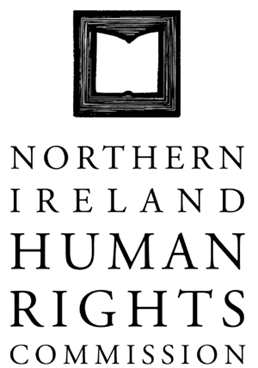 NORTHERN
IRELAND
HUMAN
RIGHTS
COMMISSION